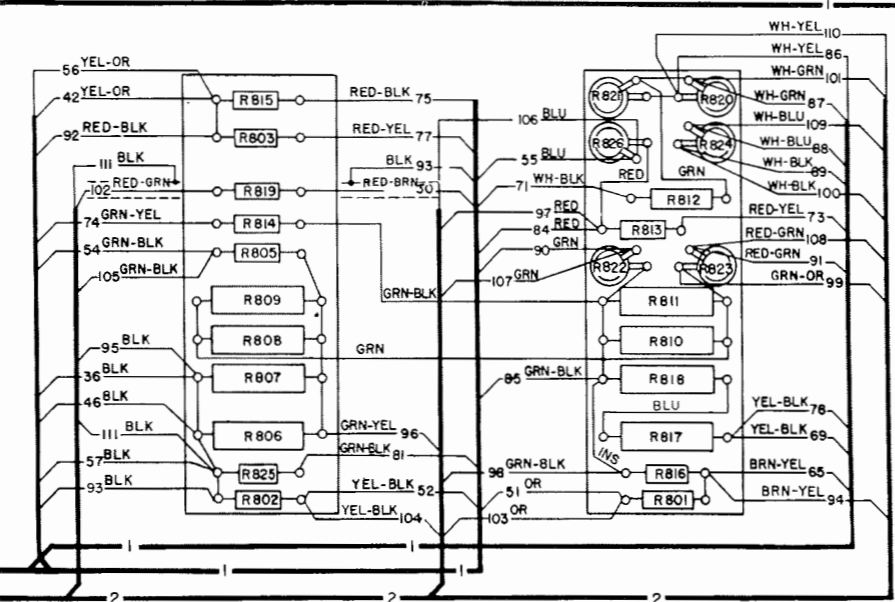 WH-YEL 110
WH-YEL 86
56 YEL-OR
WH-GRN 101
42 YEL-OR
R815
RED-BLK 75
R821
R820
WH-GRN 87
106 BLU
WH-BLU 109
92 RED-BLK
R803
RED-YEL 77
R826
R824
WH-BLU 88
111 BLK
BLK 93
55 BLU
WH-BLK 89
RED
GRN
102 RED-GRN
R819
RED-BRN 50
71 WH-BLK
R812
WH-BLK 100
74 GRN-YEL
R814
97 RED
RED-YEL 73
84 RED
R813
54 GRN-BLK
R805
90 GRN
RED-GRN 108
R822
R823
RED-GRN 91
105 GRN-BLK
107 GRN
GRN-OR 99
GRN-BLK
R809
R811
R808
R810
GRN
95 BLK
36 BLK
R807
85 GRN-BLK
R818
46 BLK
BLU
YEL-BLK 78
111 BLK
R806
GRN-YEL 96
R817
YEL-BLK 69
57 BLK
GRN-BLK 81
INS
R825
98 GRN-BLK
R816
BRN-YEL 65
93 BLK
R802
YEL-BLK 52
51 OR
R801
BRN-YEL 94
YEL-BLK 104
103 OR
1
1
1
1
1
2
2
2